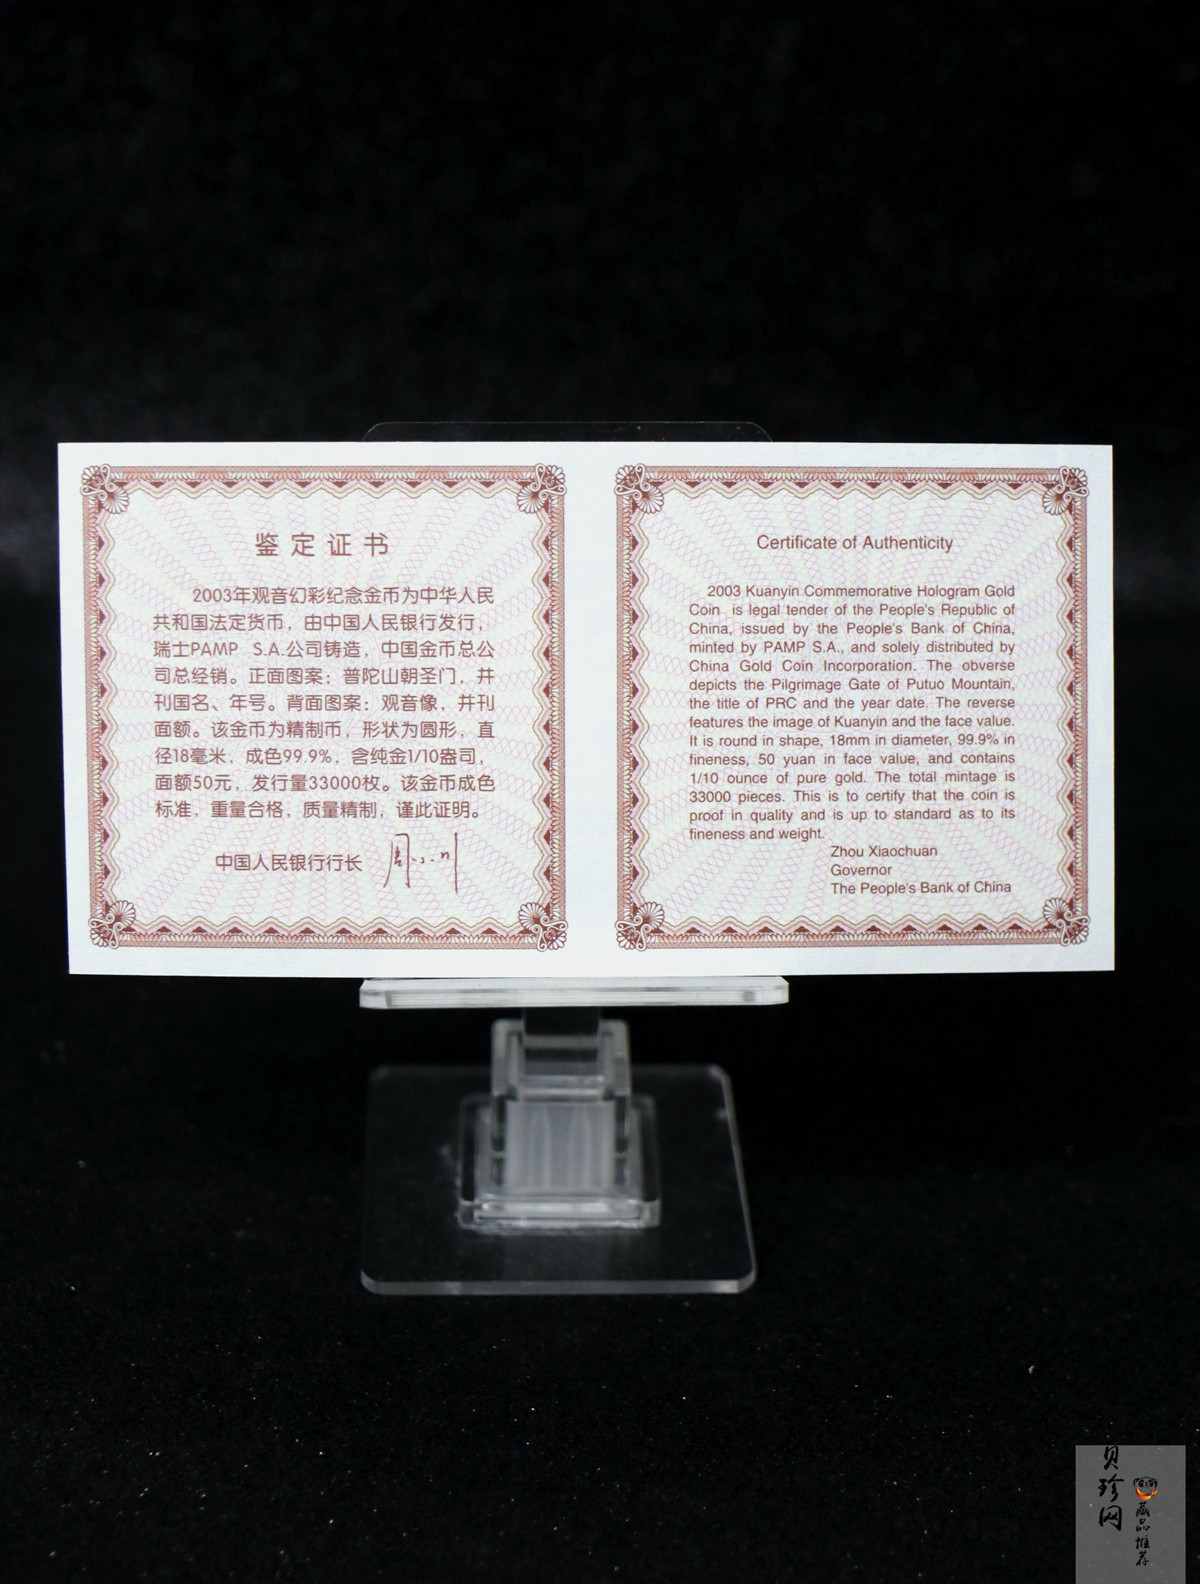 鉴定证书
2003年观音幻彩纪念金币为中华人民
共和国法定货币，由中国人民银行发行，
瑞士PAMP S.A.公司铸造，中国金币总公
司总经销。正面图案：普陀山朝圣门，并
刊国名、年号。背面图案：观音像，并刊
面额。该金币为精制币，形状为圆形，直
径18毫米，成色99.9%，含纯金1/10盎司，
面额50元，发行量33000枚。该金币成色
标准，重量合格，质量精制，谨此证明。
中国人民银行行长 周小川
Certificate of Authenticity
2003 Kuanyin Commemorative Hologram Gold
Coin is legal tender of the People's Republic of
China, issued by the People's Bank of China,
minted by PAMP S.A., and solely distributed by
China Gold Coin Incorporation. The obverse
depicts the Pilgrimage Gate of Putuo Mountain,
the title of PRC and the year date. The reverse
features the image of Kuanyin and the face value.
It is round in shape, 18mm in diameter, 99.9% in
fineness, 50 yuan in face value, and contains
1/10 ounce of pure gold. The total mintage is
33000 pieces. This is to certify that the coin is
proof in quality and is up to standard as to its
fineness and weight.
Zhou Xiaochuan
Governor
The People's Bank of China
贝珍网
藏品推荐